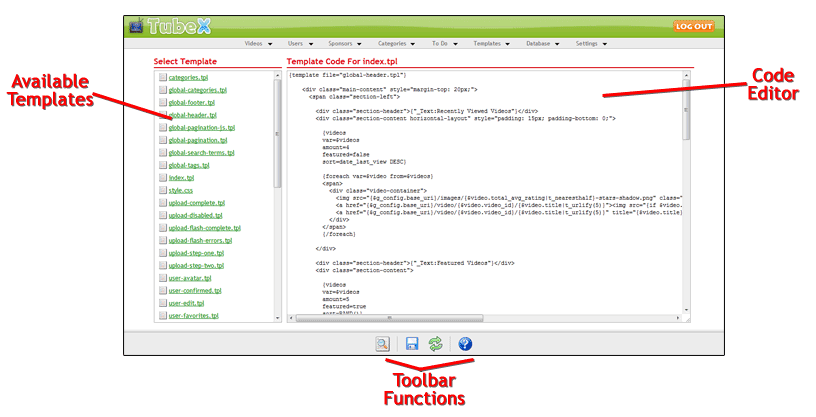 TubeX
LOG OUT
Videos Users Sponsors Categories To Do Templates Database Settings
Select Template
categories.tpl
global-categories.tpl
global-footer.tpl
global-header.tpl
global-pagination-js.tpl
global-pagination.tpl
global-search-terms.tpl
global-tags.tpl
index.tpl
style.css
upload-complete.tpl
upload-disabled.tpl
upload-flash-complete.tpl
upload-flash-errors.tpl
upload-step-one.tpl
upload-step-two.tpl
user-avatar.tpl
user-confirmed.tpl
user-edit.tpl
user-favorites.tpl
Template Code For index.tpl
{template file="global-header.tpl"}
<div class="main-content" style="margin-top: 20px;">
<span class="section-left">
<div class="section-header">{"_Text:Recently Viewed Videos"}</div>
<div class="section-content horizontal-layout" style="padding: 15px; padding-bottom: 0;">
{videos
var=$videos
amount=4
featured=false
sort=date_last_view DESC}
{foreach var=$video from=$videos}
<span>
<div class="video-container">
<img src="{$g_config.base_uri}/images/{$video.total_avg_rating|t_nearesthalf}-stars-shadow.png" class="
<a href="{$g_config.base_uri}/video/{$video.video_id}/{$video.title|t_urlify(5)}"><img src="{if $video.
<a href="{$g_config.base_uri}/video/{$video.video_id}/{$video.title|t_urlify(5)}" title="{$video.title}
</div>
</span>
{/foreach}
</div>
<div class="section-header">{"_Text:Featured Videos"}</div>
<div class="section-content">
{videos
var=$videos
amount=5
featured=true
sort=RAND()}
Available
Templates
Code
Editor
Toolbar
Functions